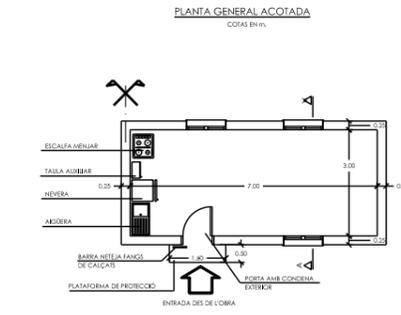 PLANTA GENERAL ACOTADA
COTAS EN m.
0.25
ESCALFA MENJAR
3.00
TAULA AUXILIAR
0.25
7.00
NEVERA
AIGÜERA
0.25
A
BARRA NETEJA FANGS
DE CALÇATS
1.60
0.50
PORTA AMB CONDENA
EXTERIOR
PLATAFORMA DE PROTECCIÓ
ENTRADA DES DE L'OBRA